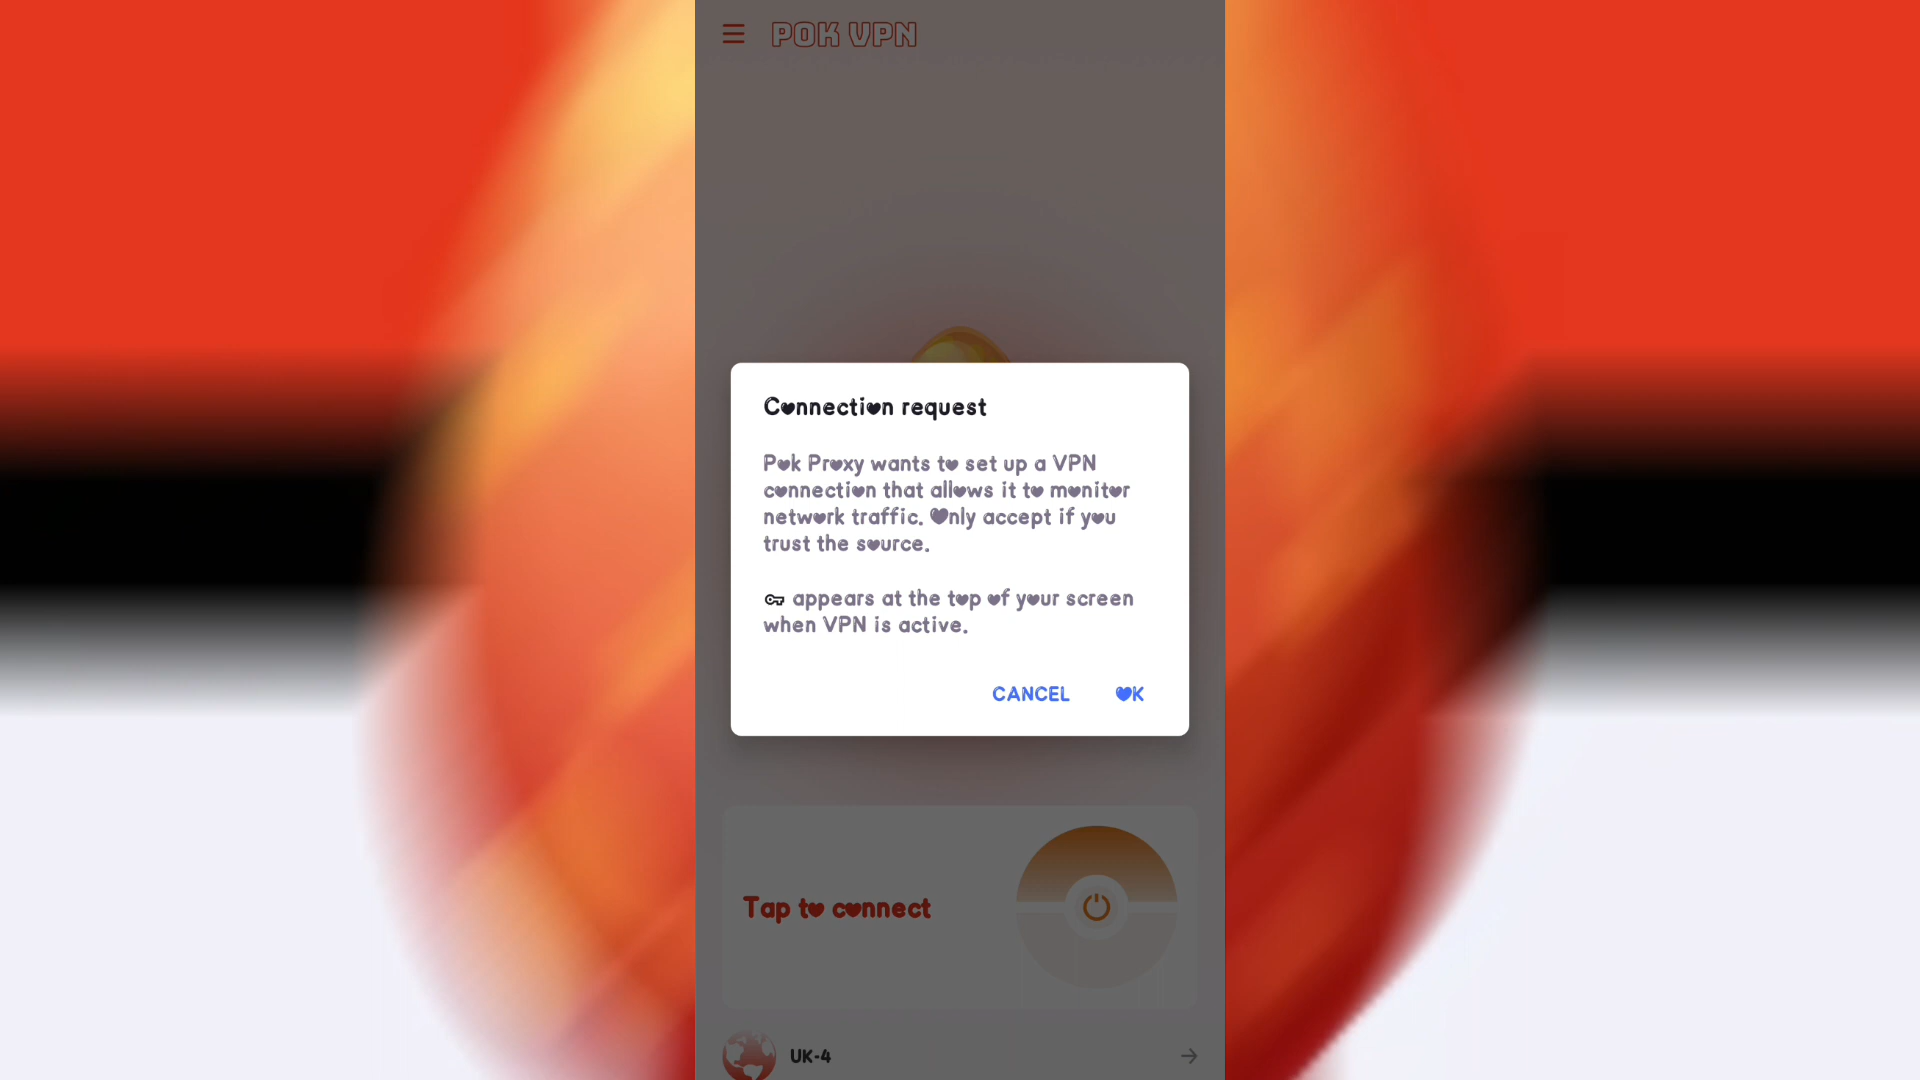 POK VPN
Connection request
Pok Proxy wants to set up a VPN
connection that allows it to monitor
network traffic. Only accept if you
trust the source.
appears at the top of your screen
when VPN is active.
CANCEL OK
Tap to connect
UK-4